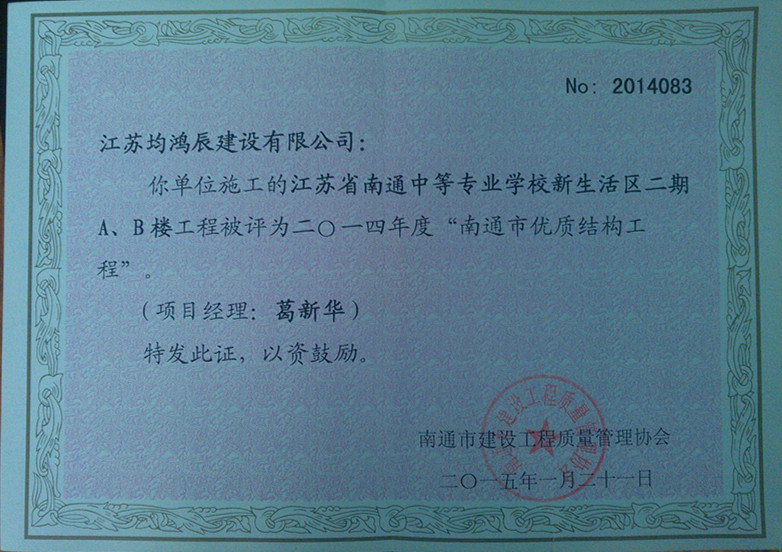 No: 2014083
江苏均鸿辰建设有限公司：
你单位施工的江苏省南通中等专业学校新生活区二期
A、B楼工程被评为二〇一四年度“南通市优质结构工
程”。
（项目经理：葛新华）
特发此证，以资鼓励。
南通市建设工程质量管理协会
二〇一五年一月二十一日